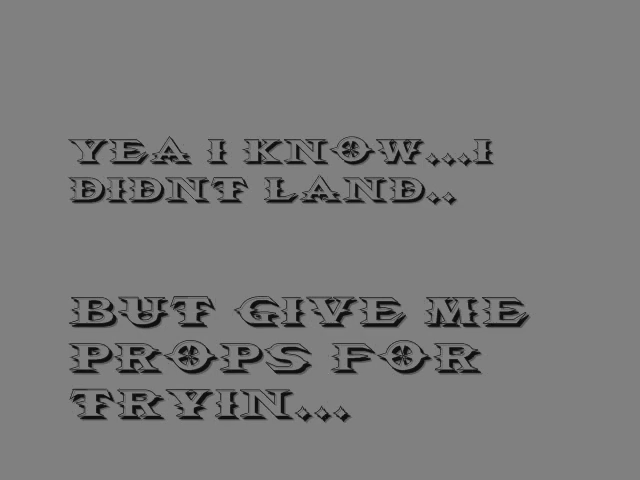 YEA I KNOW...I
DIDNT LAND..
BUT GIVE ME
PROPS FOR
TRYIN...